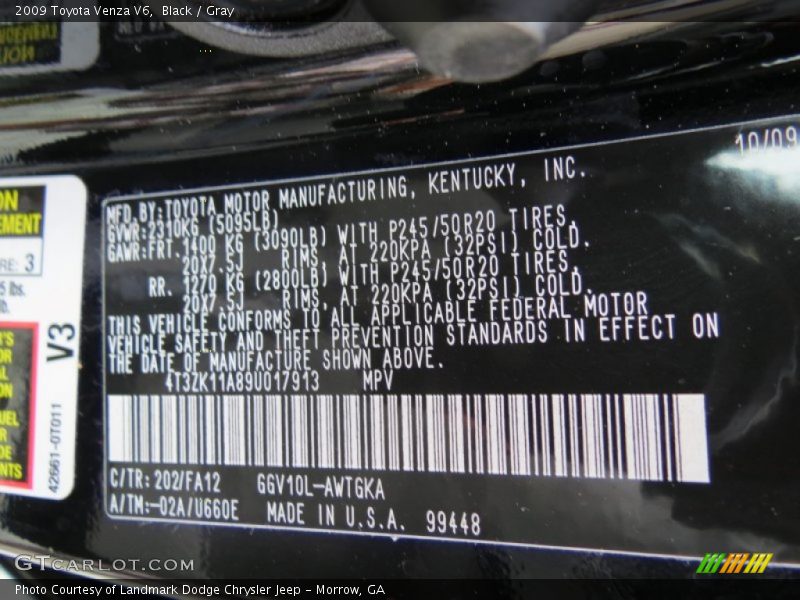 2009 Toyota Venza V6, Black / Gray
10/09
MFD.BY:TOYOTA MOTOR MANUFACTURING, KENTUCKY, INC.
GVWR:2310KG (5095LB)
GAWR:FRT.1400 KG (3090LB) WITH P245/50R20 TIRES,
20X7.5J RIMS, AT 220KPA (32PSI) COLD.
RR. 1270 KG (2800LB) WITH P245/50R20 TIRES,
20X7.5J RIMS, AT 220KPA (32PSI) COLD.
THIS VEHICLE CONFORMS TO ALL APPLICABLE FEDERAL MOTOR
VEHICLE SAFETY AND THEFT PREVENTION STANDARDS IN EFFECT ON
THE DATE OF MANUFACTURE SHOWN ABOVE.
4T3ZK11A89U017913 MPV
C/TR: 202/FA12 GGV10L-AWTGKA
A/TM:-02A/U660E MADE IN U.S.A. 99448
3
lbs.
V3
42661-0T011
GTCARLOT.COM
Photo Courtesy of Landmark Dodge Chrysler Jeep - Morrow, GA